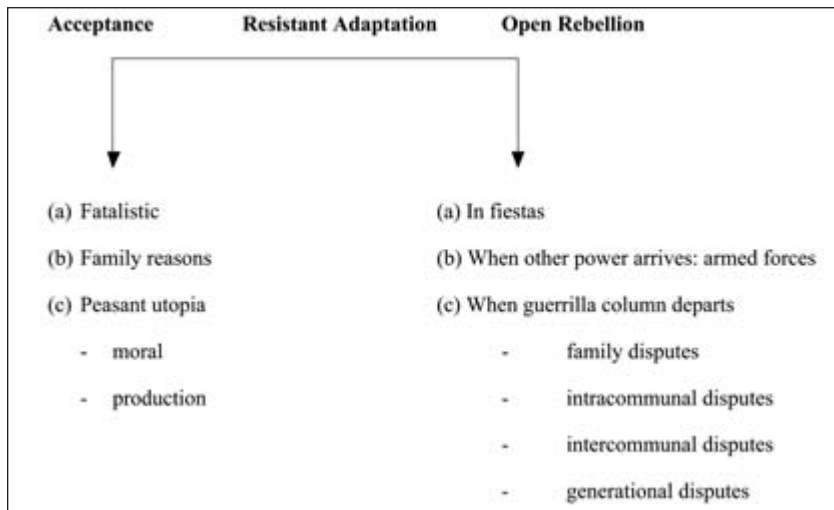 Acceptance Resistant Adaptation Open Rebellion
(a) Fatalistic
(b) Family reasons
(c) Peasant utopia
- moral
- production
(a) In fiestas
(b) When other power arrives: armed forces
(c) When guerrilla column departs
- family disputes
- intracommunal disputes
- intercommunal disputes
- generational disputes